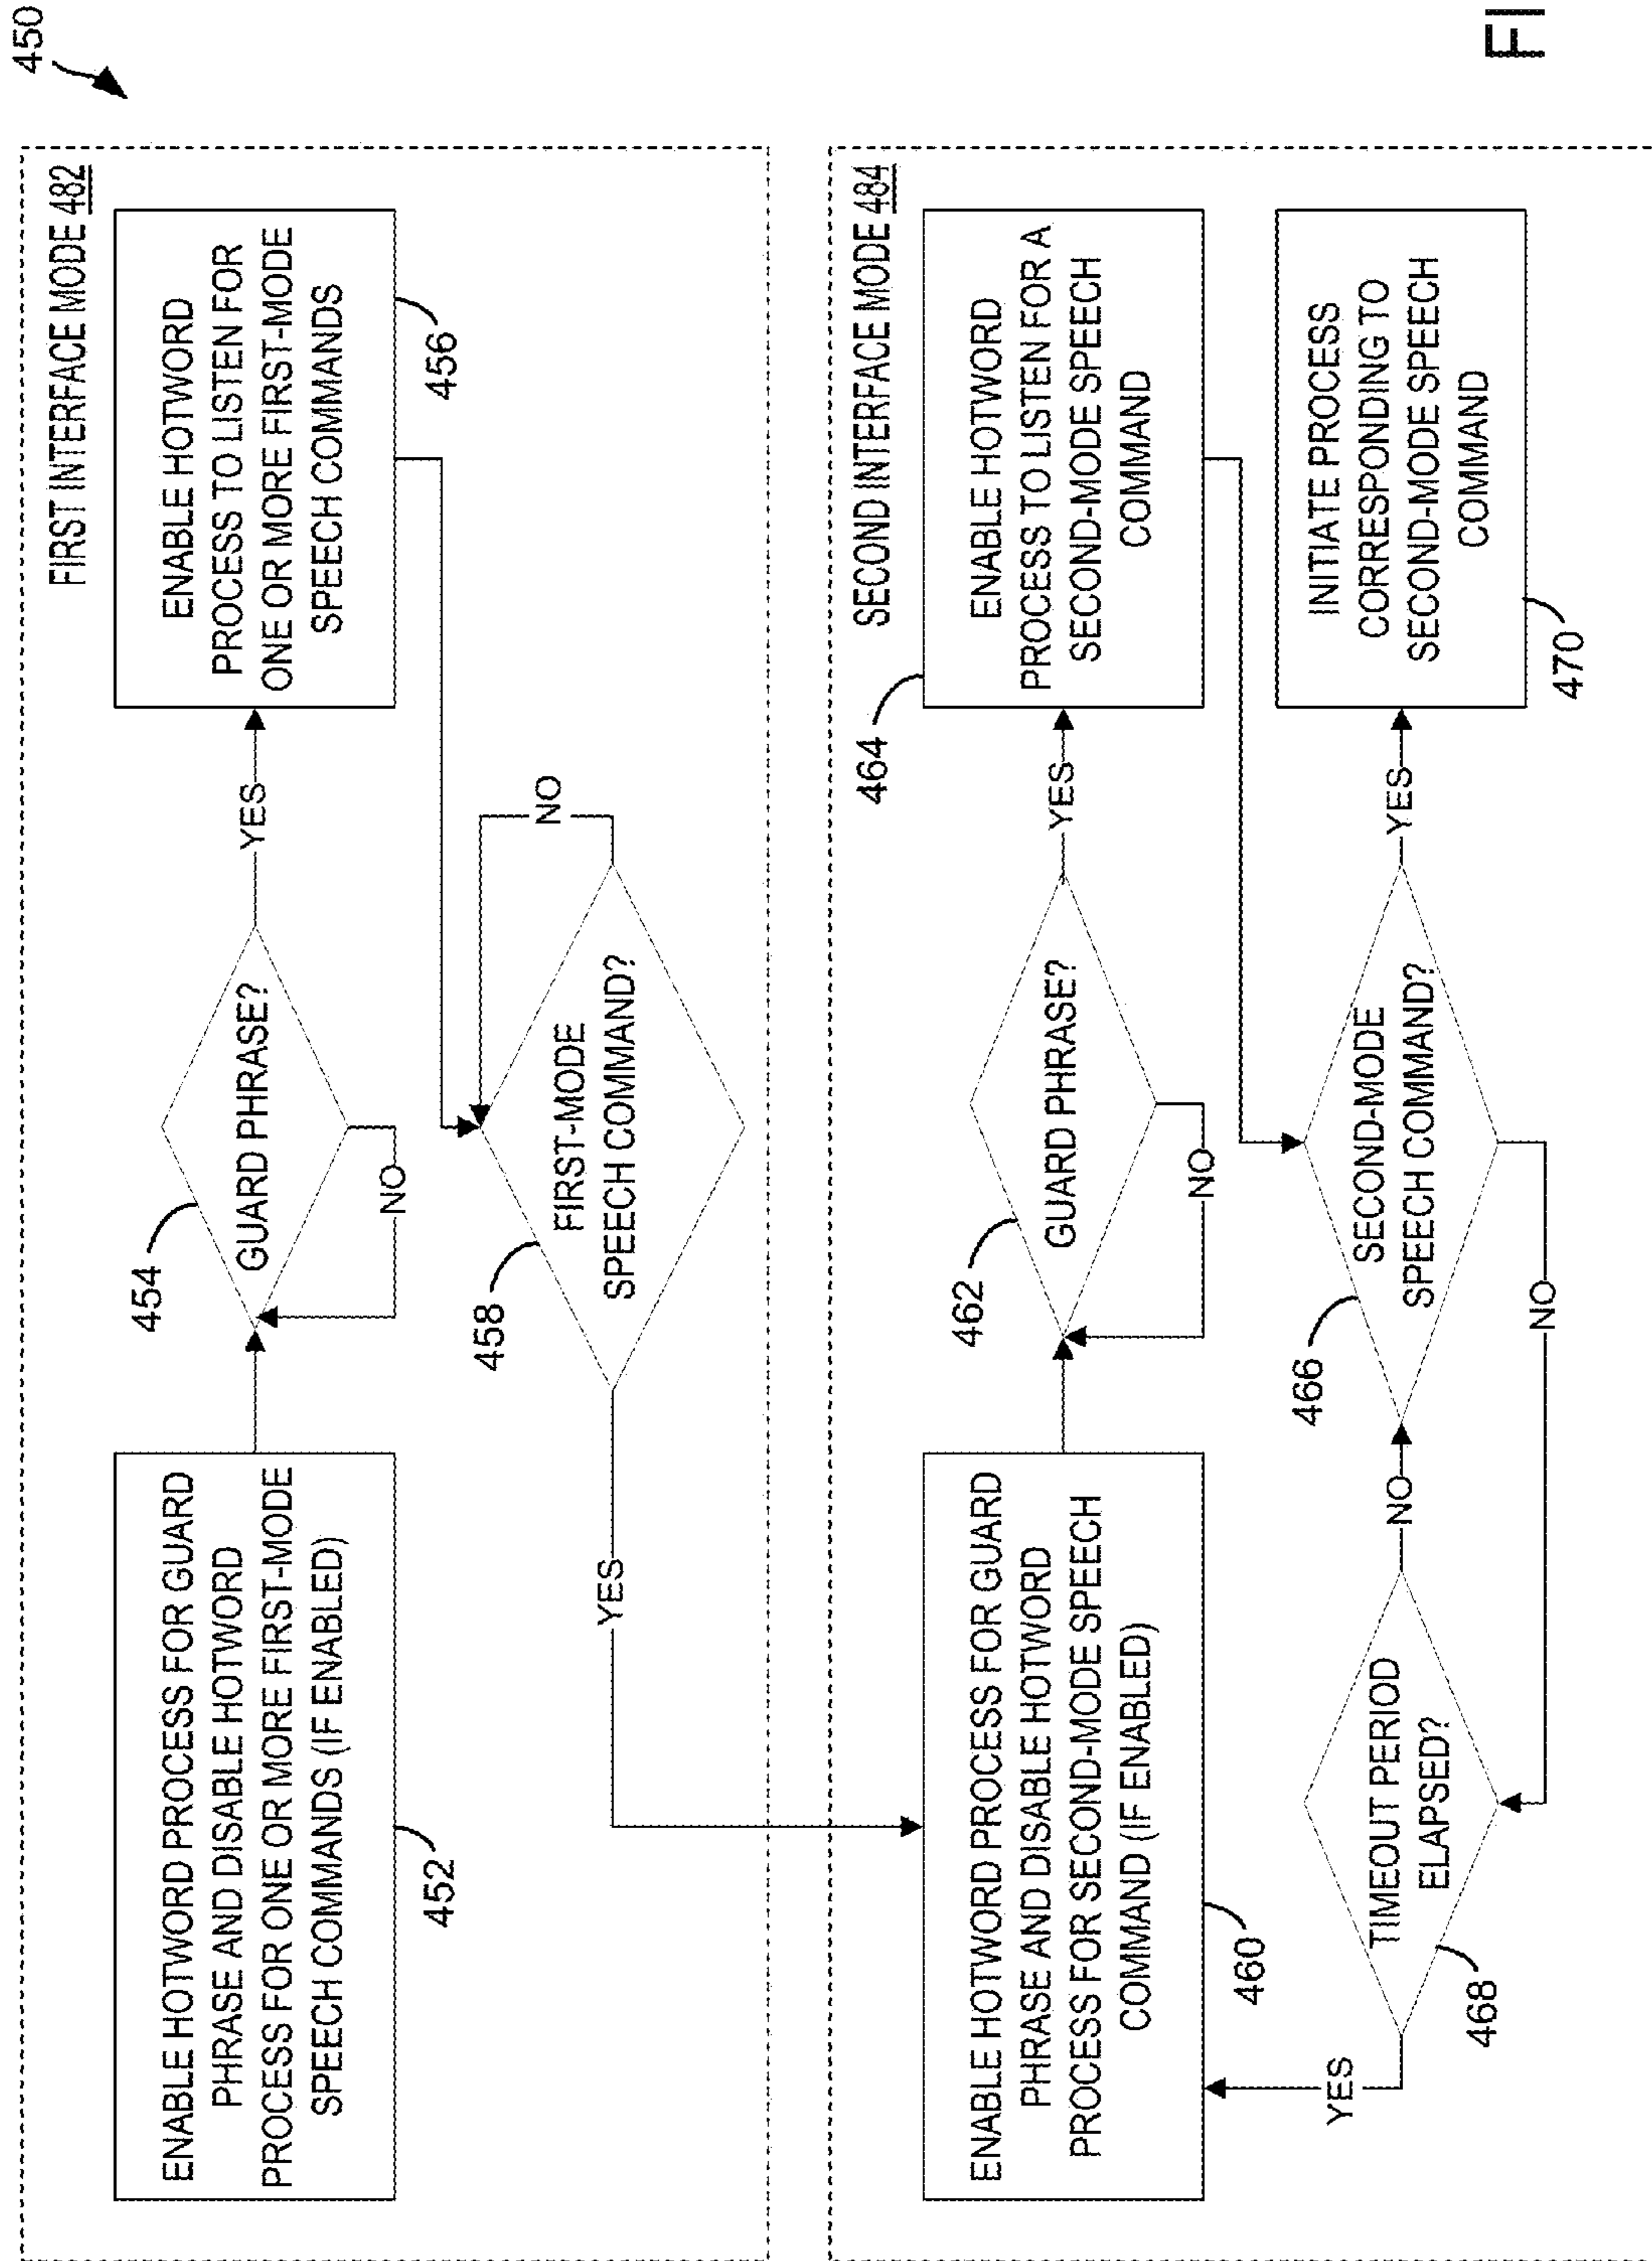 450
FIRST INTERFACE MODE 482
ENABLE HOTWORD PROCESS FOR GUARD
PHRASE AND DISABLE HOTWORD
PROCESS FOR ONE OR MORE FIRST-MODE
SPEECH COMMANDS (IF ENABLED)
452
454
GUARD PHRASE?
NO
YES
ENABLE HOTWORD
PROCESS TO LISTEN FOR
ONE OR MORE FIRST-MODE
SPEECH COMMANDS
456
458
FIRST-MODE
SPEECH COMMAND?
NO
YES
SECOND INTERFACE MODE 484
ENABLE HOTWORD PROCESS FOR GUARD
PHRASE AND DISABLE HOTWORD
PROCESS FOR SECOND-MODE SPEECH
COMMAND (IF ENABLED)
460
462
GUARD PHRASE?
NO
YES
464
ENABLE HOTWORD
PROCESS TO LISTEN FOR A
SECOND-MODE SPEECH
COMMAND
466
SECOND-MODE
SPEECH COMMAND?
NO
YES
INITIATE PROCESS
CORRESPONDING TO
SECOND-MODE SPEECH
COMMAND
470
TIMEOUT PERIOD
ELAPSED?
468
NO
YES
FI